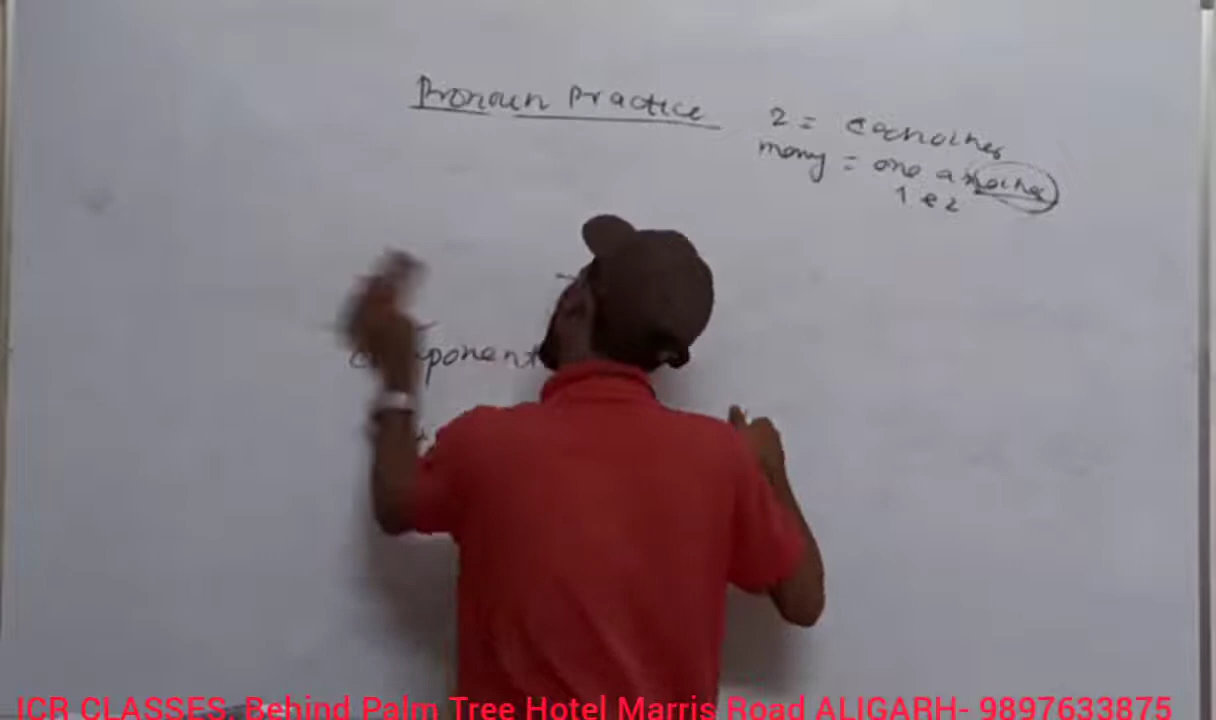 Pronoun Practice
2 = eachother
many = one another
1 e 2
component
ICR CLASSES, Behind Palm Tree Hotel Marris Road ALIGARH- 9897633875